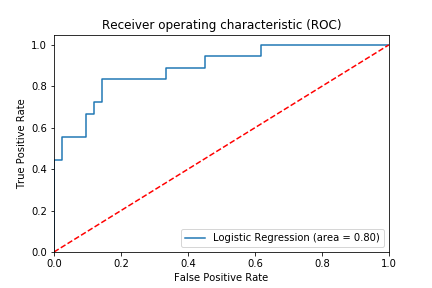 Receiver operating characteristic (ROC)
True Positive Rate
1.0
0.8
0.6
0.4
0.2
0.0
Logistic Regression (area = 0.80)
0.0 0.2 0.4 0.6 0.8 1.0
False Positive Rate